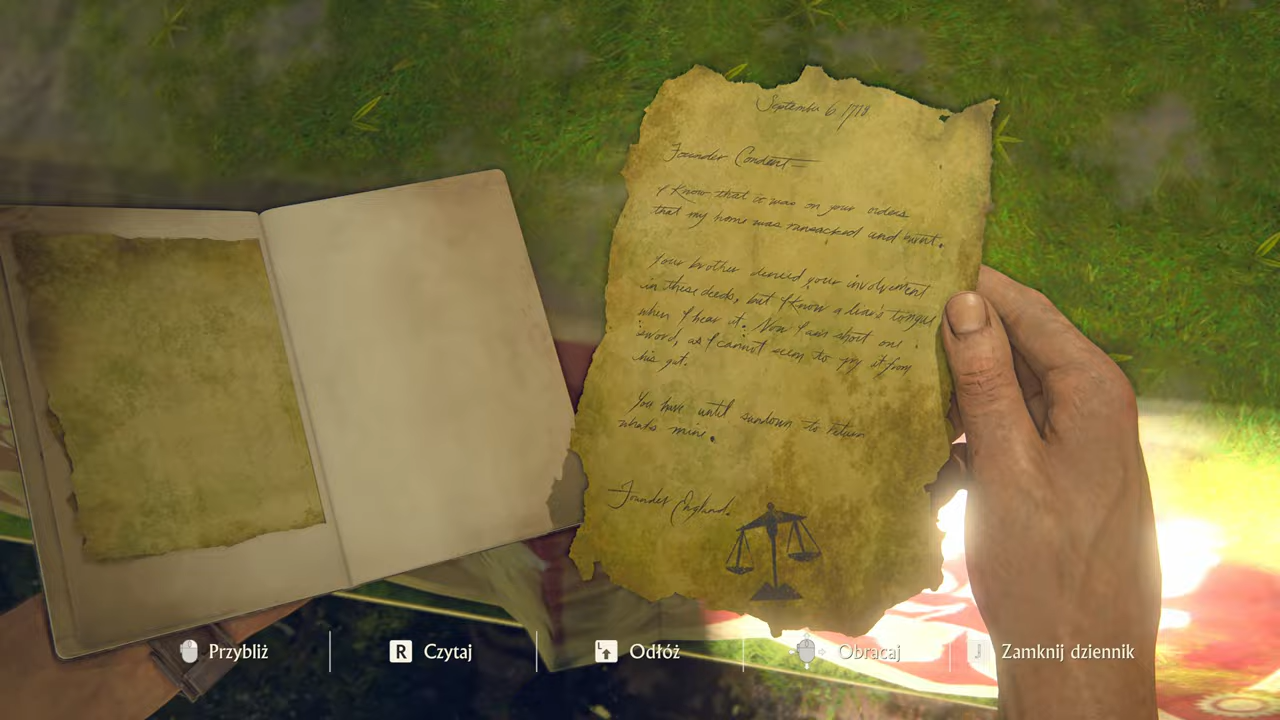 September 6 1718.
Founder Condent—
I know that it was on your orders
that my home was ransacked and burnt.
Your brother denied your involvement
in these deeds, but I know a liar's tongue
when I hear it. Now I am short one
sword, as I cannot seem to pry it from
his gut.
You have until sundown to return
what's mine.
Founder England.
Przybliż
R Czytaj
L Odłóż
Obracaj
J Zamknij dziennik